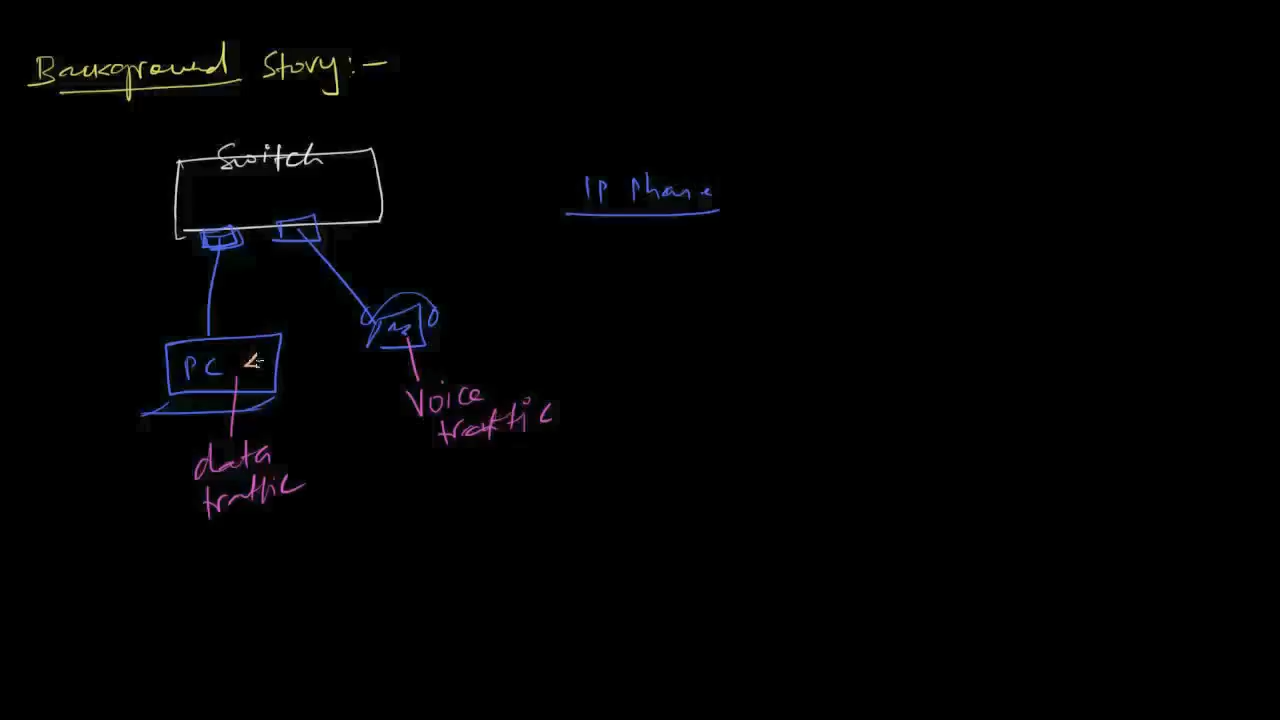 Background Story:-
Switch
IP Phone
PC
Voice
traffic
data
traffic